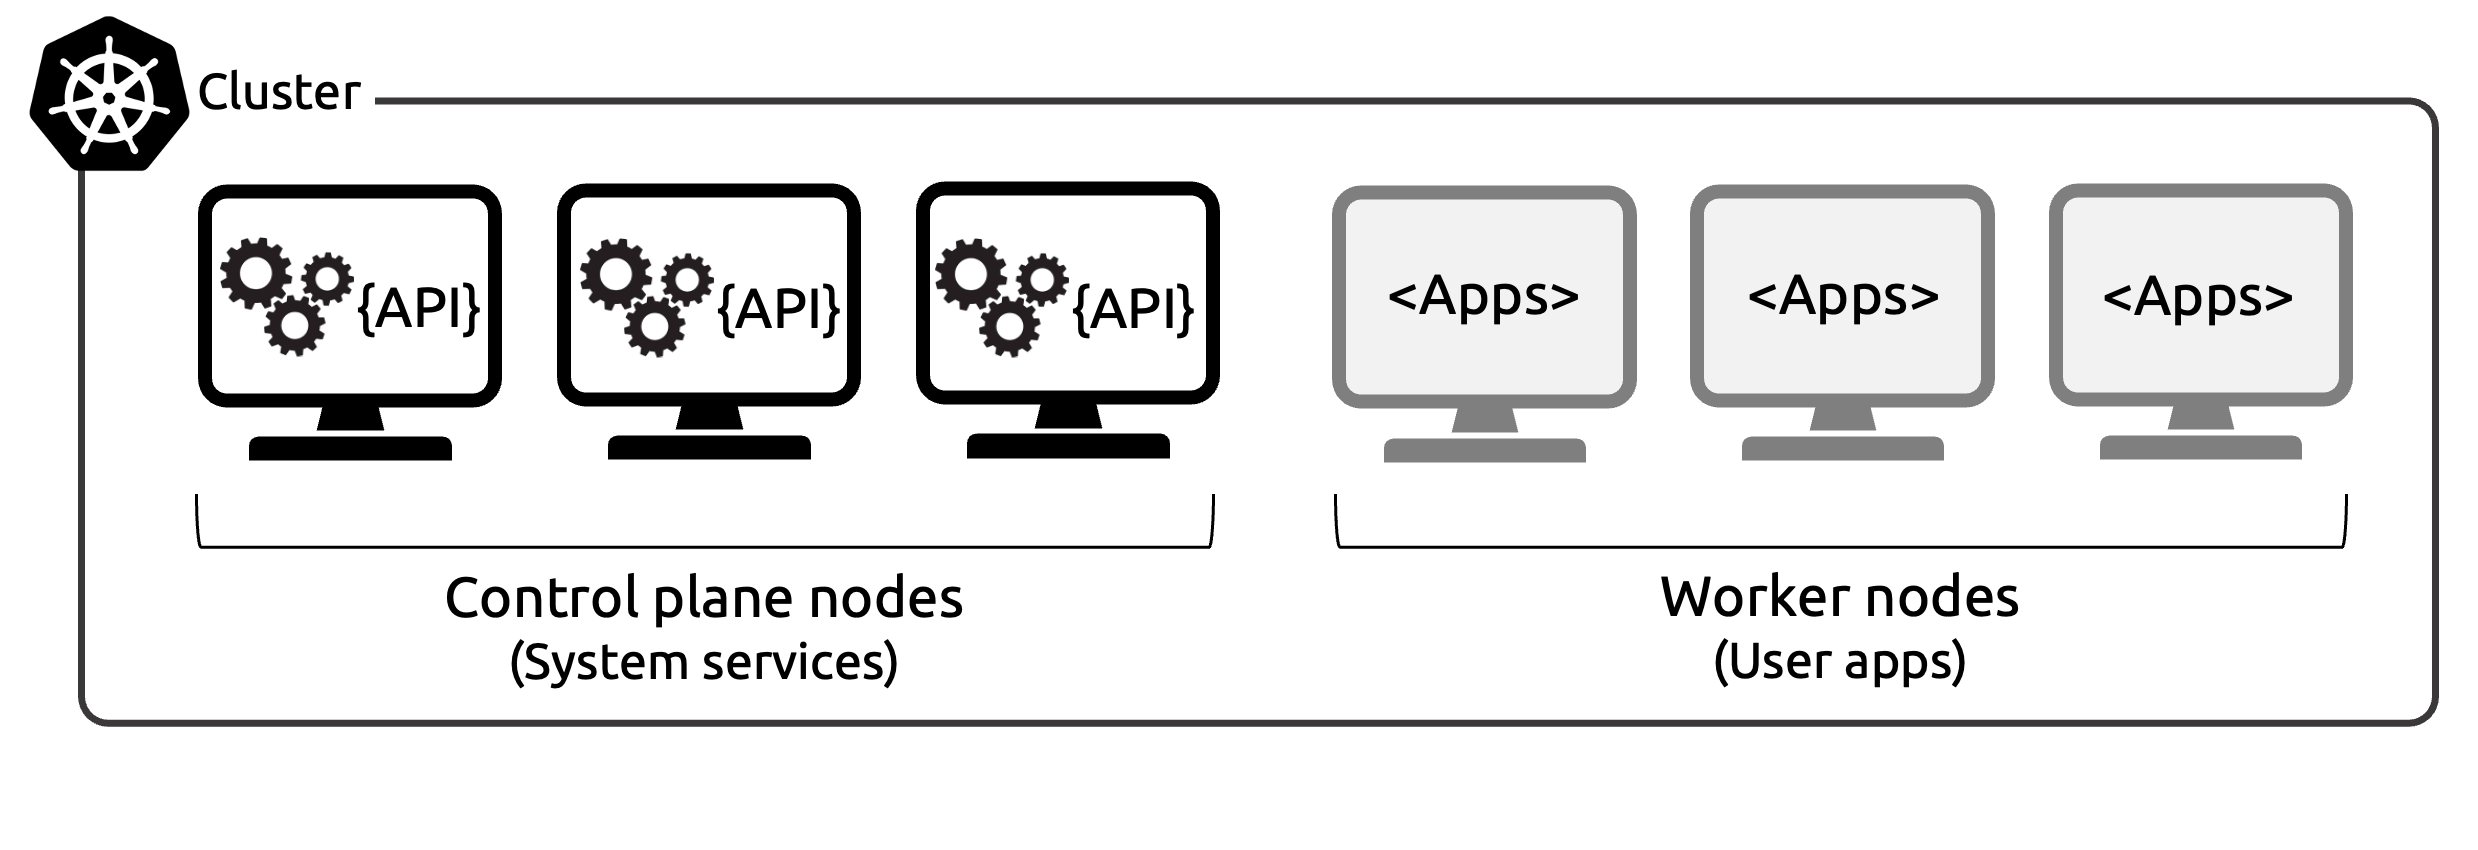 Cluster
{API}
{API}
{API}
<Apps>
<Apps>
<Apps>
Control plane nodes
(System services)
Worker nodes
(User apps)